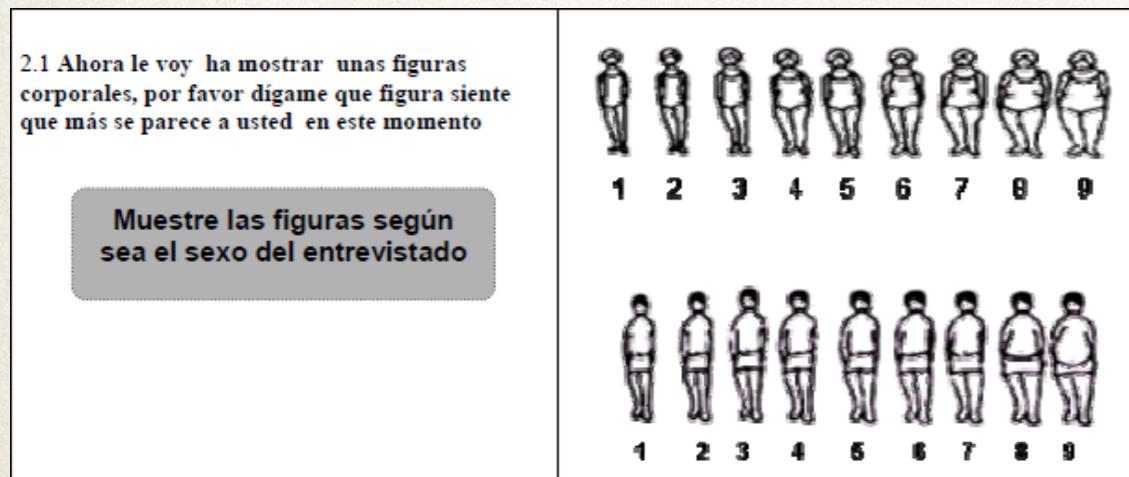 2.1 Ahora le voy ha mostrar unas figuras
corporales, por favor dígame que figura siente
que más se parece a usted en este momento
Muestre las figuras según
sea el sexo del entrevistado
1 2 3 4 5 6 7 8 9
1 2 3 4 5 6 7 8 9